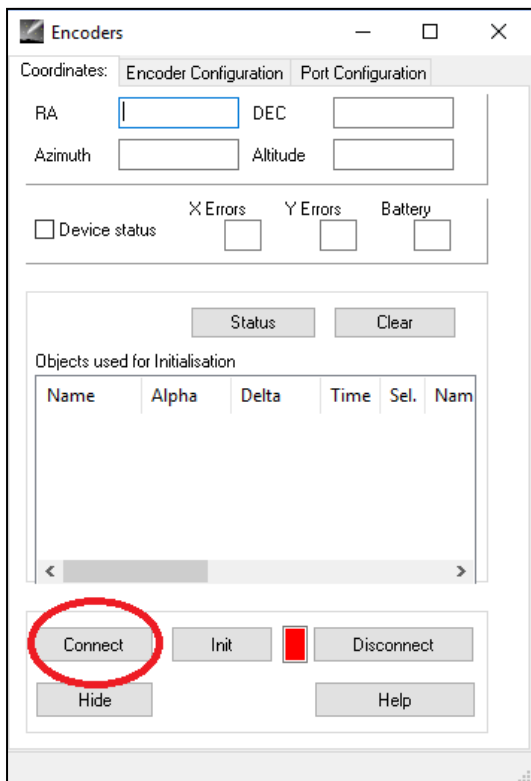 Encoders
Coordinates: Encoder Configuration Port Configuration
RA DEC
Azimuth Altitude
X Errors Y Errors Battery
Device status
Status Clear
Objects used for Initialisation
Name Alpha Delta Time Sel. Nam
Connect Init Disconnect
Hide Help